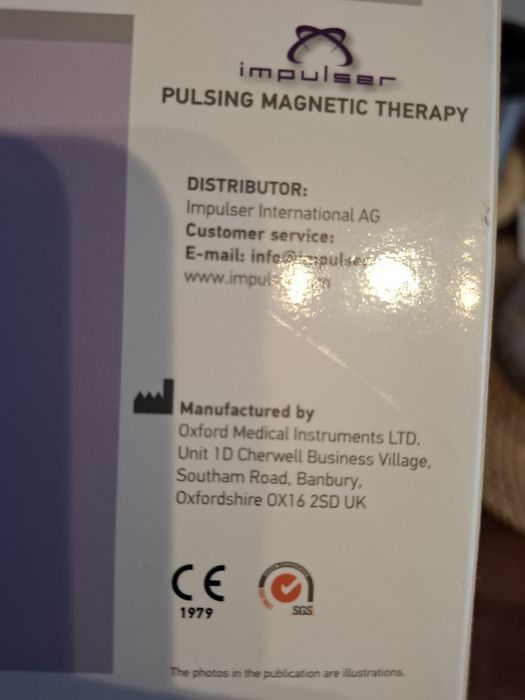 impulser
PULSING MAGNETIC THERAPY
DISTRIBUTOR:
Impulser International AG
Customer service:
E-mail:
Manufactured by
Oxford Medical Instruments LTD.
Unit 1D Cherwell Business Village,
Southam Road, Banbury,
Oxfordshire OX16 2SD UK
CE
1979
SGS
The photos in the publication are illustrations.